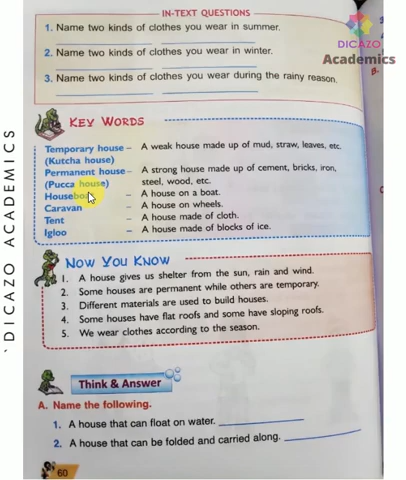 IN-TEXT QUESTIONS
1. Name two kinds of clothes you wear in summer.
2. Name two kinds of clothes you wear in winter.
3. Name two kinds of clothes you wear during the rainy reason.
DICAZO
Academics
KEY WORDS
Temporary house – A weak house made up of mud, straw, leaves, etc.
(Kutcha house)
Permanent house – A strong house made up of cement, bricks, iron,
(Pucca house) steel, wood, etc.
Houseboat – A house on a boat.
Caravan – A house on wheels.
Tent – A house made of cloth.
Igloo – A house made of blocks of ice.
NOW YOU KNOW
1. A house gives us shelter from the sun, rain and wind.
2. Some houses are permanent while others are temporary.
3. Different materials are used to build houses.
4. Some houses have flat roofs and some have sloping roofs.
5. We wear clothes according to the season.
Think & Answer
A. Name the following.
1. A house that can float on water.
2. A house that can be folded and carried along.
60
`DICAZO ACADEMICS